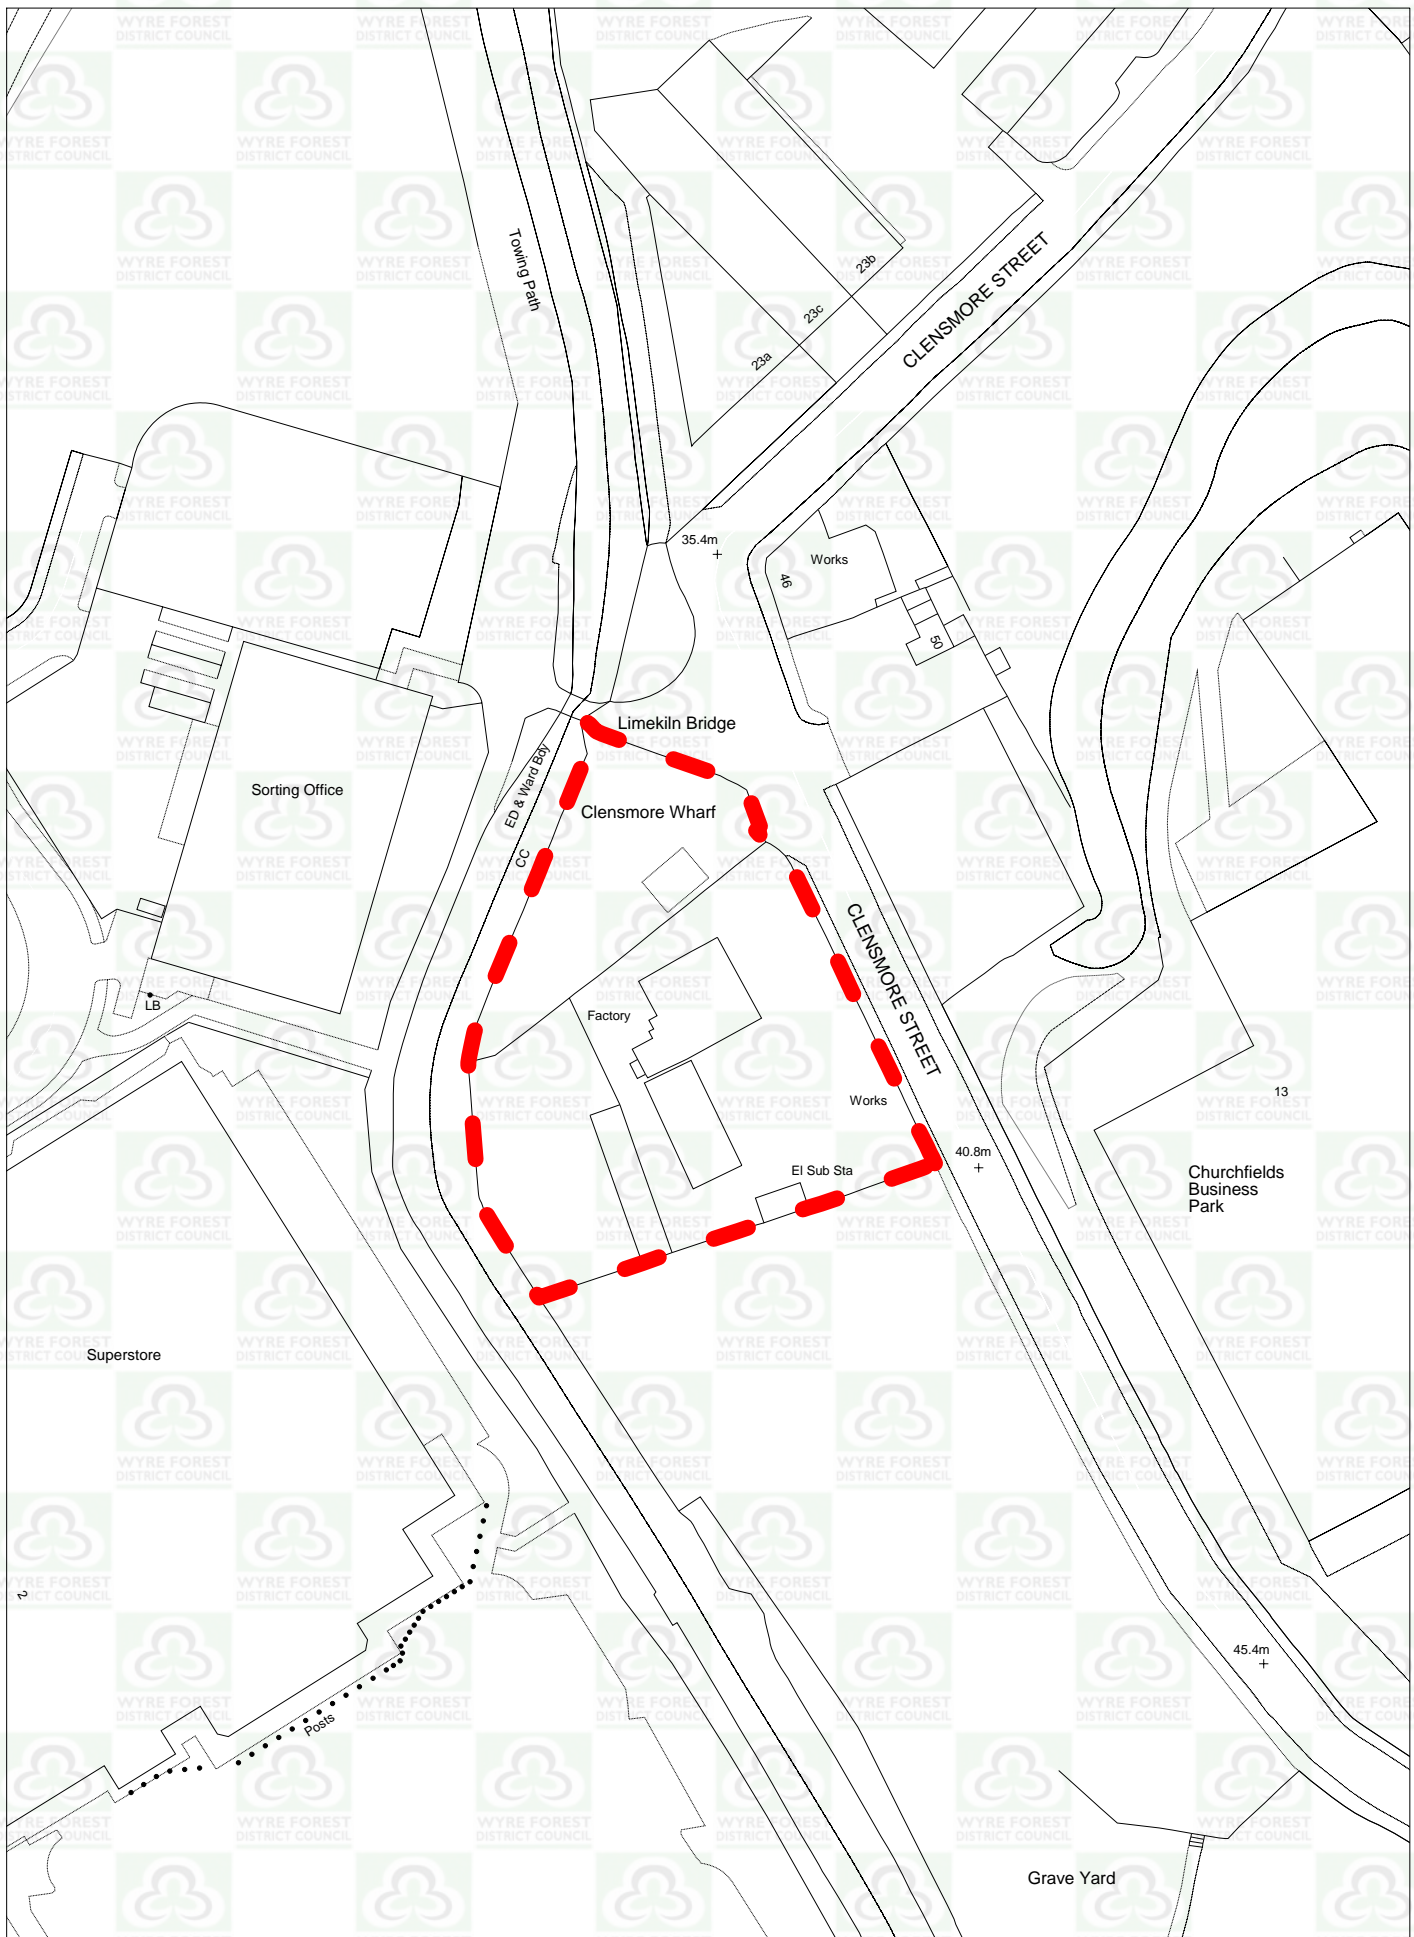 Towing Path
23b
23c
23a
CLENSMORE STREET
35.4m
Works
46
50
Limekiln Bridge
Sorting Office
ED & Ward Bdy
Clensmore Wharf
CC
CLENSMORE STREET
LB
Factory
Works
13
40.8m
El Sub Sta
Churchfields
Business
Park
Superstore
2
45.4m
Posts
Grave Yard
WYRE FOREST
DISTRICT COUNCIL